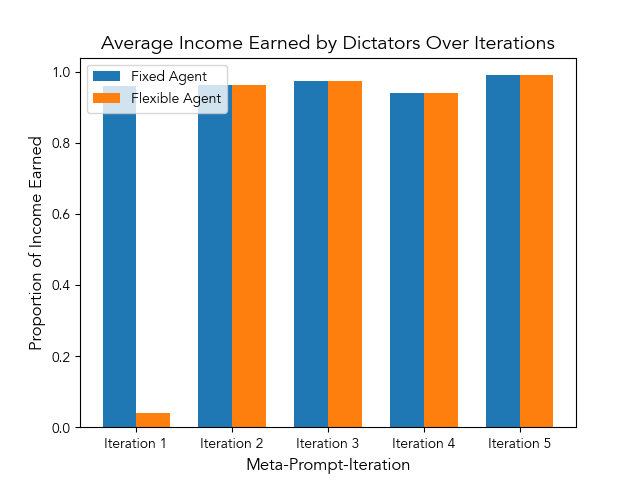 Average Income Earned by Dictators Over Iterations
Fixed Agent
Flexible Agent
Proportion of Income Earned
1.0
0.8
0.6
0.4
0.2
0.0
Iteration 1
Iteration 2
Iteration 3
Iteration 4
Iteration 5
Meta-Prompt-Iteration